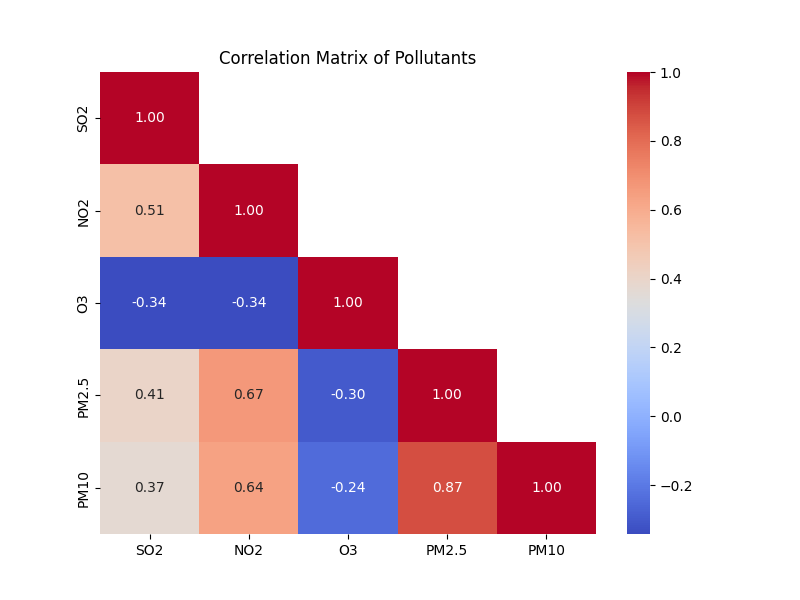 Correlation Matrix of Pollutants
SO2
1.00
NO2
0.51 1.00
O3
-0.34 -0.34 1.00
PM2.5
0.41 0.67 -0.30 1.00
PM10
0.37 0.64 -0.24 0.87 1.00
SO2 NO2 O3 PM2.5 PM10
1.0
0.8
0.6
0.4
0.2
0.0
−0.2